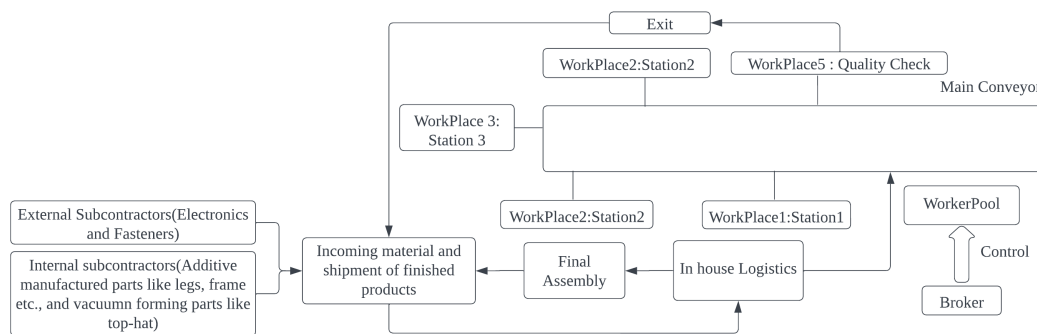 Exit
WorkPlace2:Station2
WorkPlace5 : Quality Check
Main Conveyor
WorkPlace 3:
Station 3
WorkPlace2:Station2
WorkPlace1:Station1
WorkerPool
External Subcontractors(Electronics
and Fasteners)
Incoming material and
shipment of finished
products
Final
Assembly
In house Logistics
Control
Internal subcontractors(Additive
manufactured parts like legs, frame
etc., and vacuumn forming parts like
top-hat)
Broker